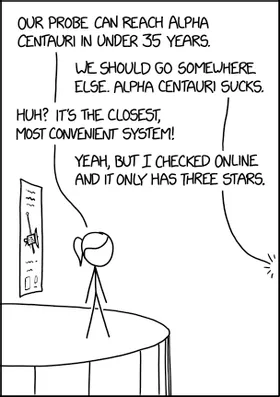 OUR PROBE CAN REACH ALPHA
CENTAURI IN UNDER 35 YEARS.
WE SHOULD GO SOMEWHERE
ELSE. ALPHA CENTAURI SUCKS.
HUH? IT'S THE CLOSEST,
MOST CONVENIENT SYSTEM!
YEAH, BUT I CHECKED ONLINE
AND IT ONLY HAS THREE STARS.